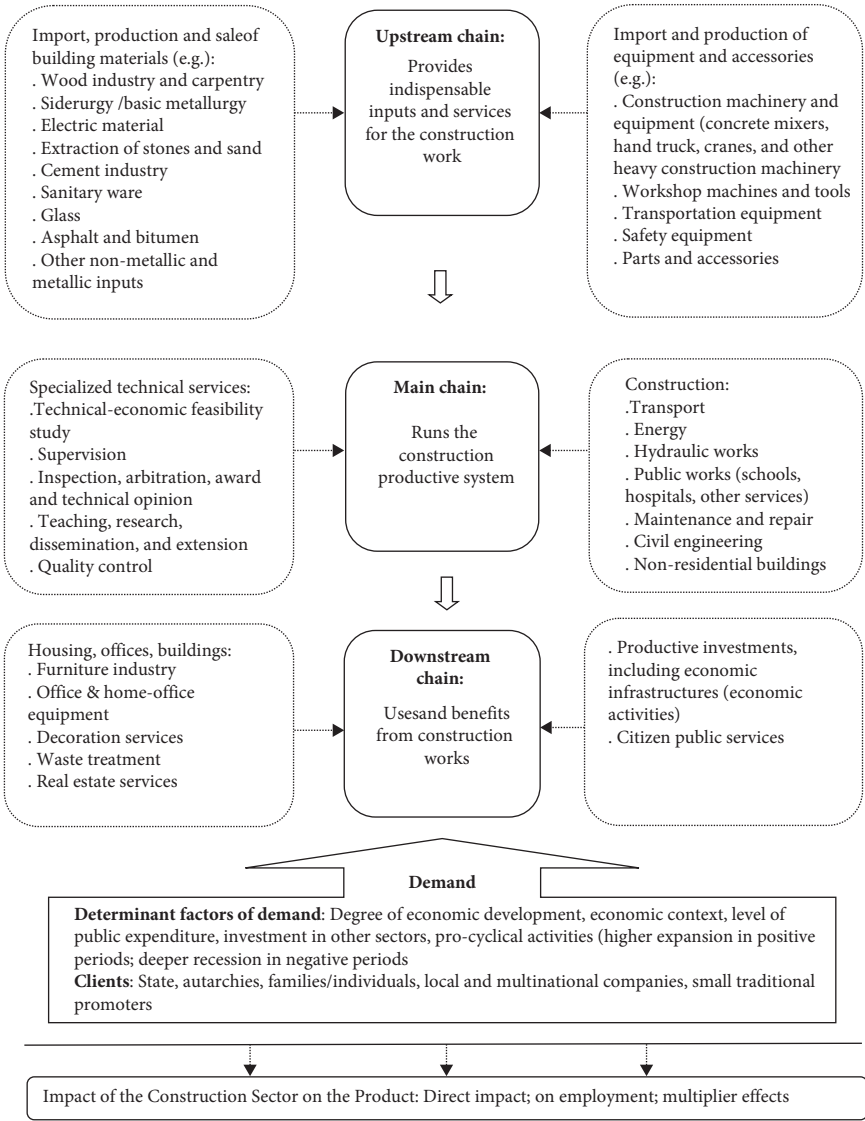 Import, production and saleof
building materials (e.g.):
. Wood industry and carpentry
. Siderurgy /basic metallurgy
. Electric material
. Extraction of stones and sand
. Cement industry
. Sanitary ware
. Glass
. Asphalt and bitumen
. Other non-metallic and
metallic inputs
Upstream chain:
Provides
indispensable
inputs and services
for the construction
work
Import and production of
equipment and accessories
(e.g.):
. Construction machinery and
equipment (concrete mixers,
hand truck, cranes, and other
heavy construction machinery
. Workshop machines and tools
. Transportation equipment
. Safety equipment
. Parts and accessories
Specialized technical services:
.Technical-economic feasibility
study
. Supervision
. Inspection, arbitration, award
and technical opinion
. Teaching, research,
dissemination, and extension
. Quality control
Main chain:
Runs the
construction
productive system
Construction:
.Transport
. Energy
. Hydraulic works
. Public works (schools,
hospitals, other services)
. Maintenance and repair
. Civil engineering
. Non-residential buildings
Housing, offices, buildings:
. Furniture industry
. Office & home-office
equipment
. Decoration services
. Waste treatment
. Real estate services
Downstream
chain:
Usesand benefits
from construction
works
. Productive investments,
including economic
infrastructures (economic
activities)
. Citizen public services
Demand
Determinant factors of demand: Degree of economic development, economic context, level of
public expenditure, investment in other sectors, pro-cyclical activities (higher expansion in positive
periods; deeper recession in negative periods
Clients: State, autarchies, families/individuals, local and multinational companies, small traditional
promoters
Impact of the Construction Sector on the Product: Direct impact; on employment; multiplier effects